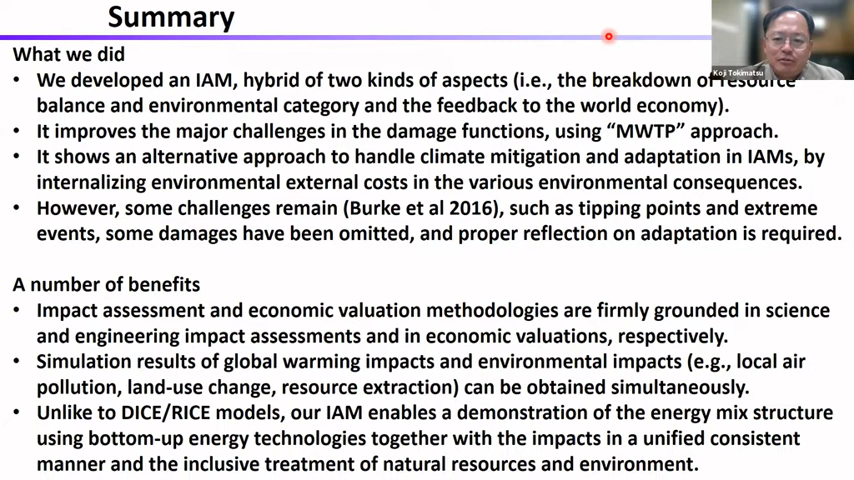 Summary
Koji Tokimatsu
What we did
• We developed an IAM, hybrid of two kinds of aspects (i.e., the breakdown of resource
balance and environmental category and the feedback to the world economy).
• It improves the major challenges in the damage functions, using “MWTP” approach.
• It shows an alternative approach to handle climate mitigation and adaptation in IAMs, by
internalizing environmental external costs in the various environmental consequences.
• However, some challenges remain (Burke et al 2016), such as tipping points and extreme
events, some damages have been omitted, and proper reflection on adaptation is required.
A number of benefits
• Impact assessment and economic valuation methodologies are firmly grounded in science
and engineering impact assessments and in economic valuations, respectively.
• Simulation results of global warming impacts and environmental impacts (e.g., local air
pollution, land-use change, resource extraction) can be obtained simultaneously.
• Unlike to DICE/RICE models, our IAM enables a demonstration of the energy mix structure
using bottom-up energy technologies together with the impacts in a unified consistent
manner and the inclusive treatment of natural resources and environment.